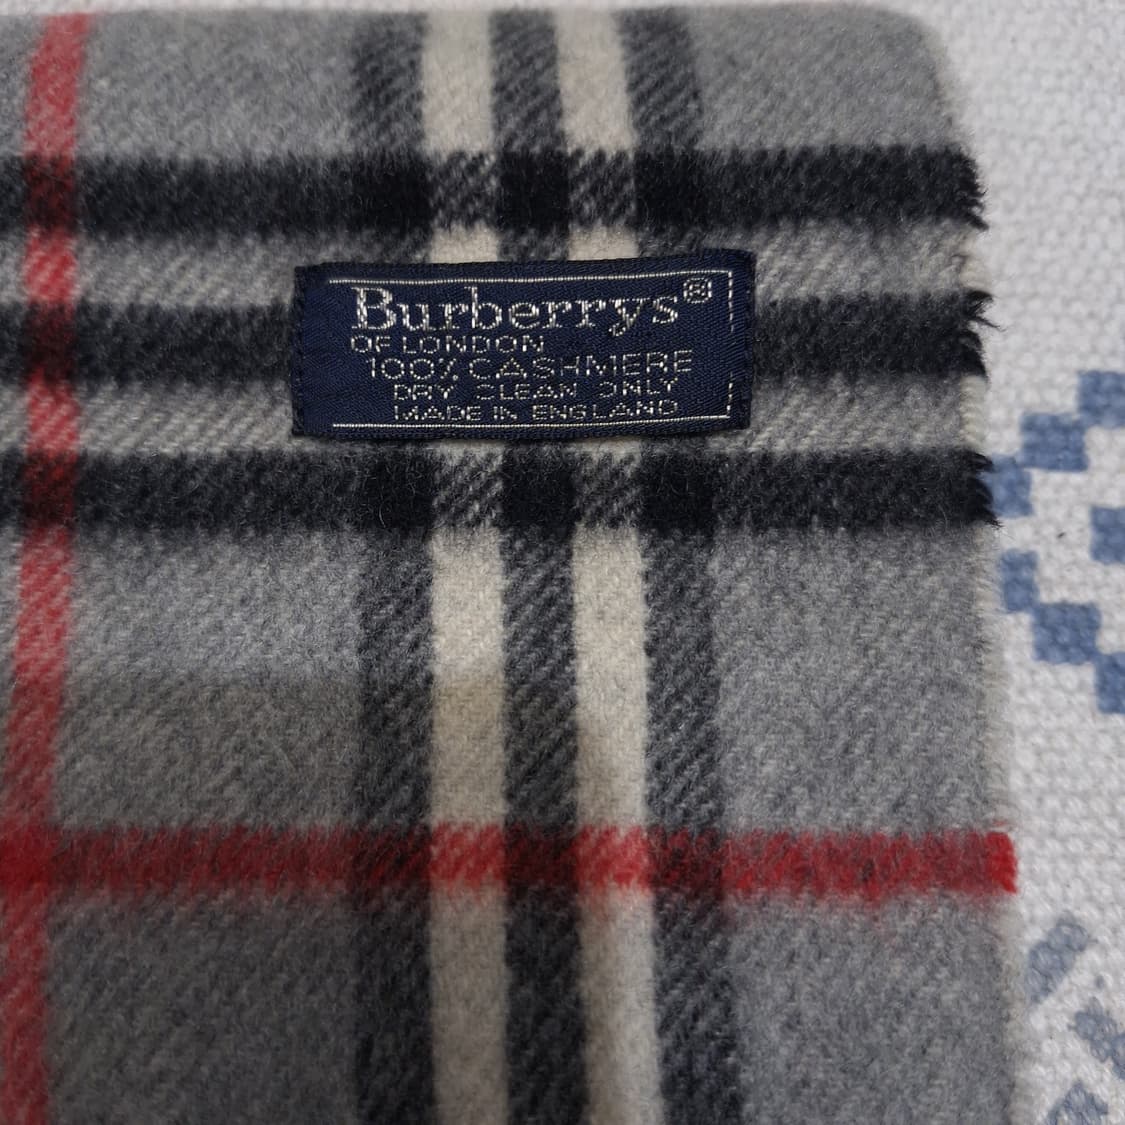 Burberrys®
OF LONDON
100% CASHMERE
DRY CLEAN ONLY
MADE IN ENGLAND